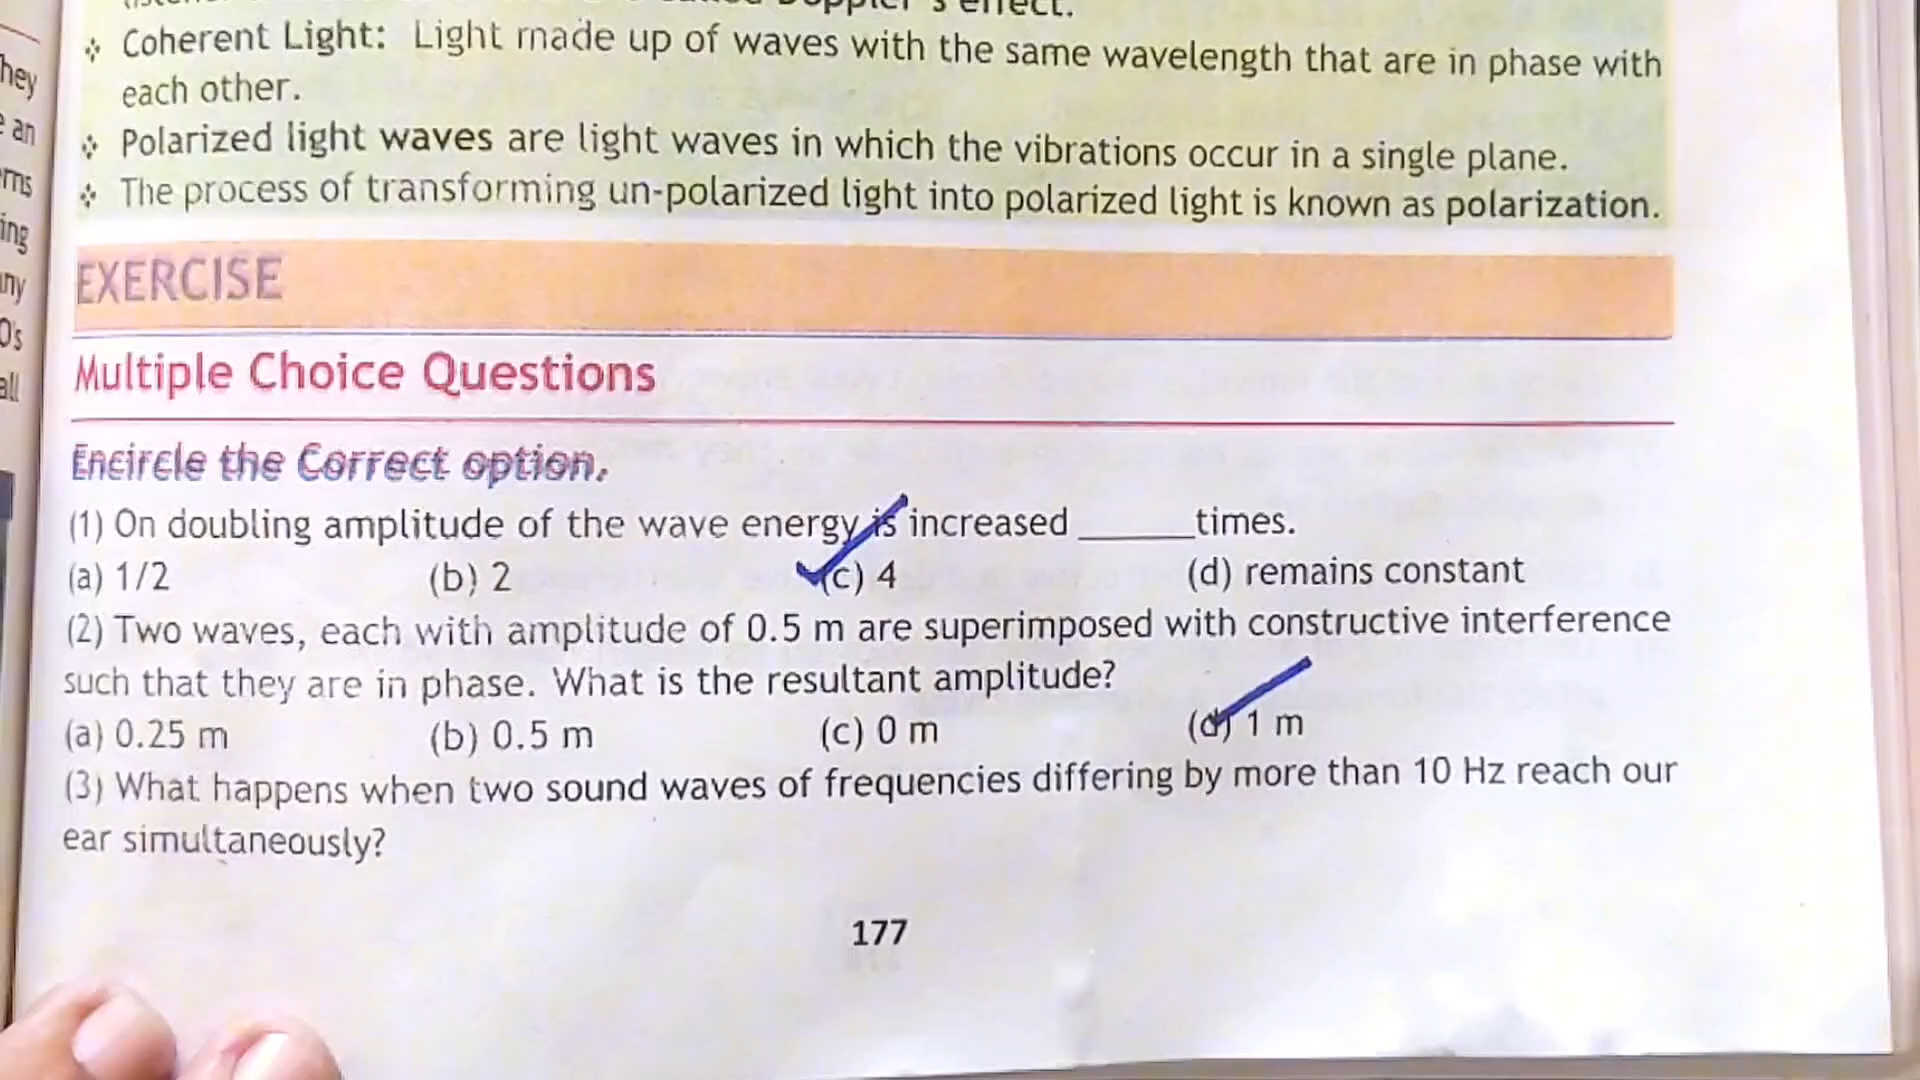 Doppler's effect.
❖ Coherent Light: Light made up of waves with the same wavelength that are in phase with
each other.
❖ Polarized light waves are light waves in which the vibrations occur in a single plane.
❖ The process of transforming un-polarized light into polarized light is known as polarization.
EXERCISE
Multiple Choice Questions
Encircle the Correct option.
(1) On doubling amplitude of the wave energy is increased ______times.
(a) 1/2 (b) 2 (c) 4 (d) remains constant
(2) Two waves, each with amplitude of 0.5 m are superimposed with constructive interference
such that they are in phase. What is the resultant amplitude?
(a) 0.25 m (b) 0.5 m (c) 0 m (d) 1 m
(3) What happens when two sound waves of frequencies differing by more than 10 Hz reach our
ear simultaneously?
177